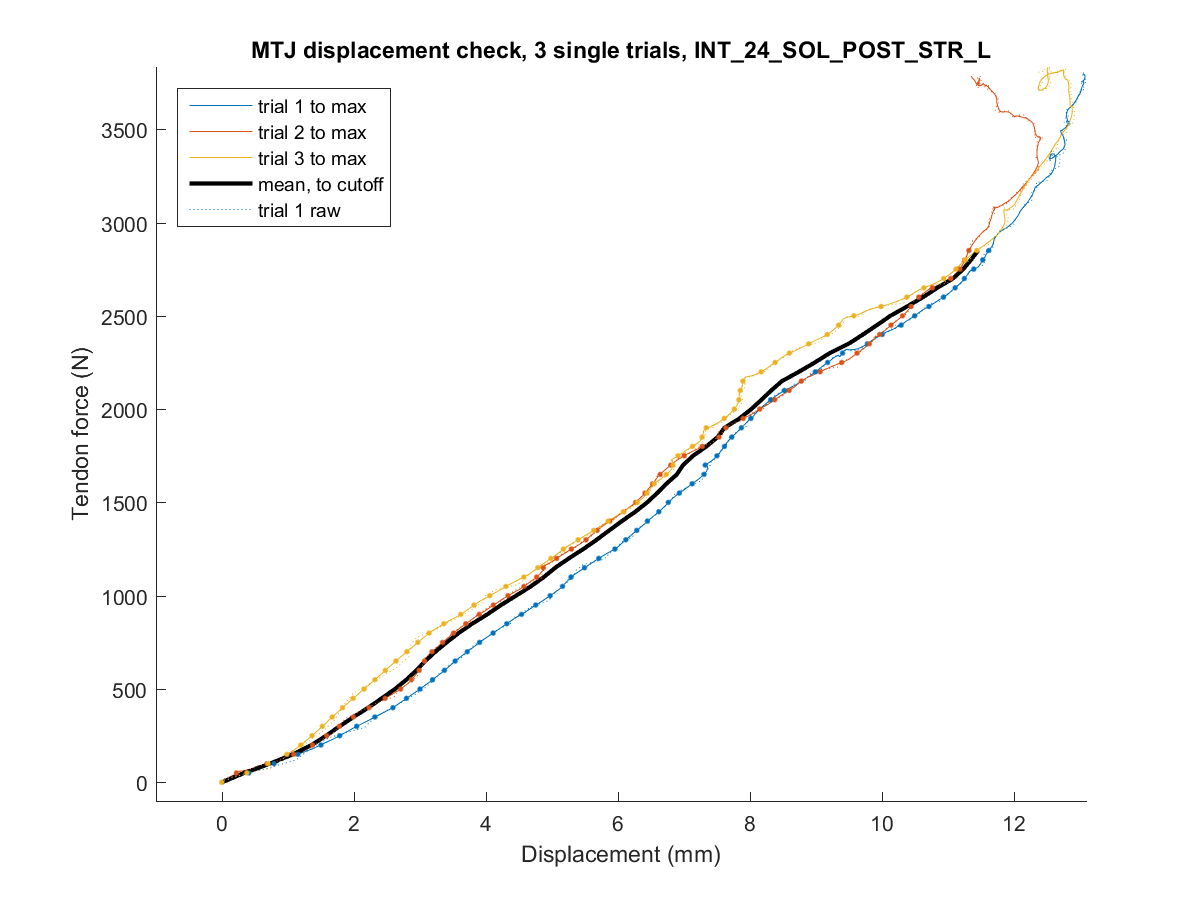 MTJ displacement check, 3 single trials, INT_24_SOL_POST_STR_L
trial 1 to max
trial 2 to max
trial 3 to max
mean, to cutoff
trial 1 raw
3500
3000
2500
2000
1500
1000
500
0
Tendon force (N)
0 2 4 6 8 10 12
Displacement (mm)